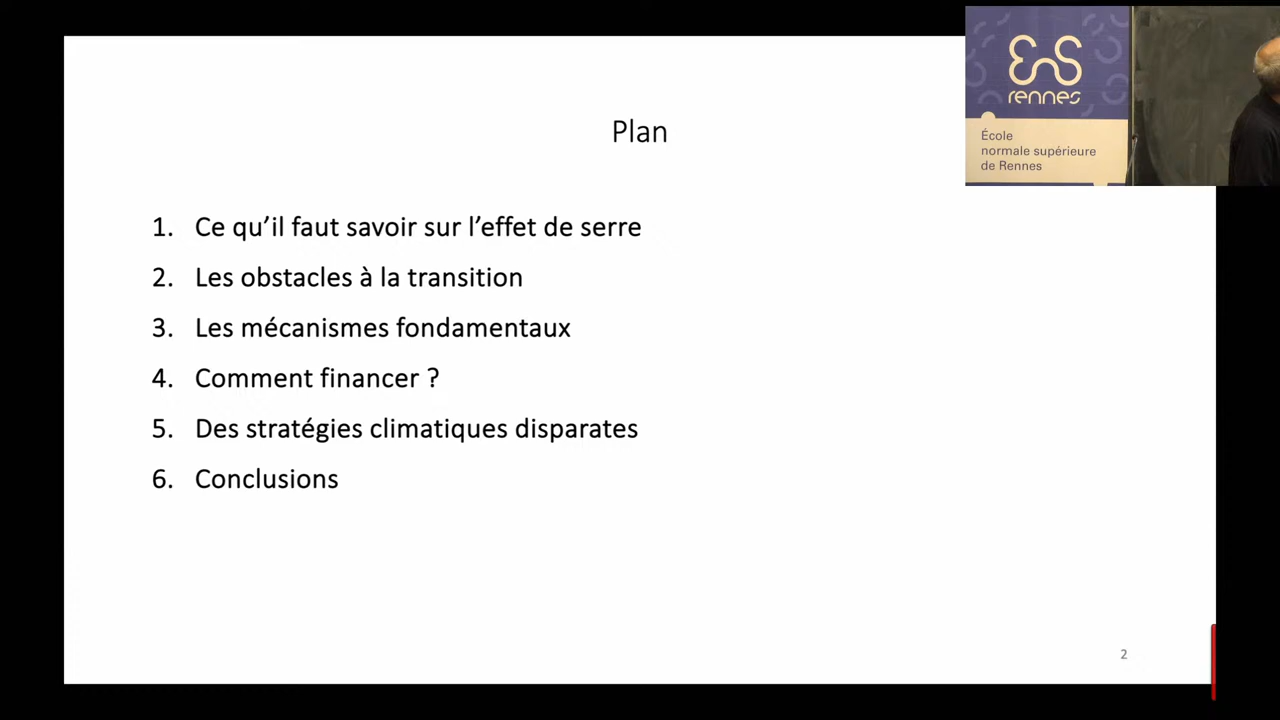 Plan
1. Ce qu’il faut savoir sur l’effet de serre
2. Les obstacles à la transition
3. Les mécanismes fondamentaux
4. Comment financer ?
5. Des stratégies climatiques disparates
6. Conclusions
2
ens
rennes
École
normale supérieure
de Rennes